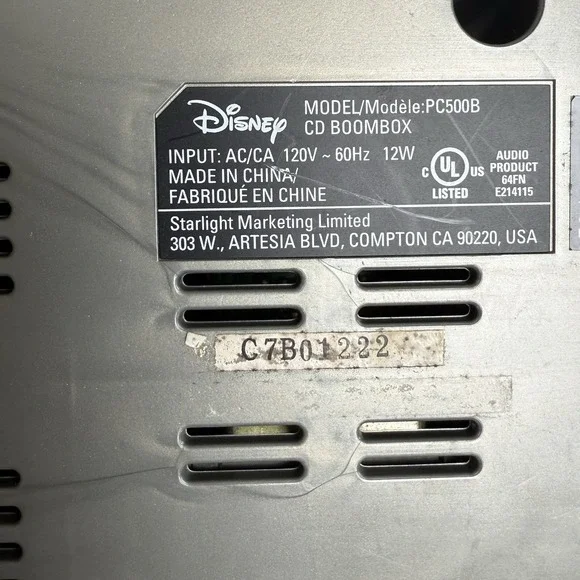 Disney
MODEL/Modèle:PC500B
CD BOOMBOX
INPUT: AC/CA 120V ~ 60Hz 12W
MADE IN CHINA/
FABRIQUÉ EN CHINE
C UL US
LISTED
AUDIO
PRODUCT
64FN
E214115
Starlight Marketing Limited
303 W., ARTESIA BLVD, COMPTON CA 90220, USA
C7B01222